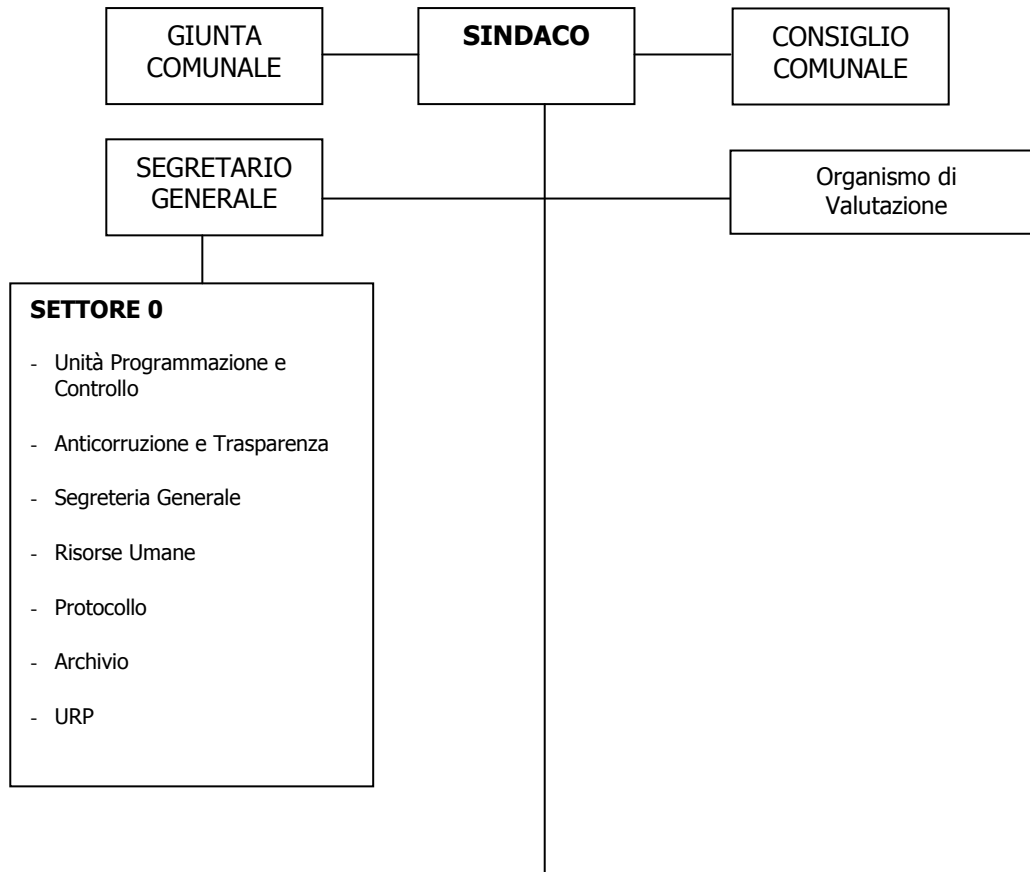 GIUNTA
COMUNALE
SINDACO
CONSIGLIO
COMUNALE
SEGRETARIO
GENERALE
Organismo di
Valutazione
SETTORE 0
- Unità Programmazione e
Controllo
- Anticorruzione e Trasparenza
- Segreteria Generale
- Risorse Umane
- Protocollo
- Archivio
- URP